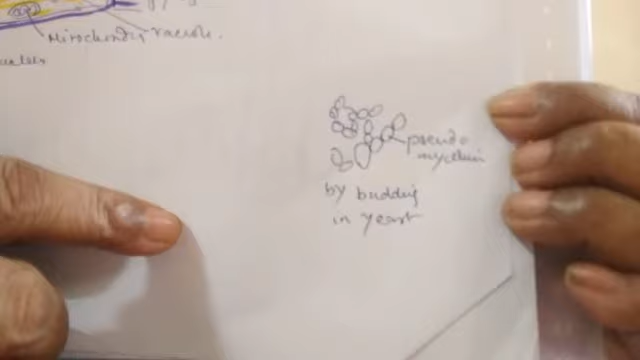 Mitochondria Vacuole.
pseudo
mycelium
by budding
in yeast